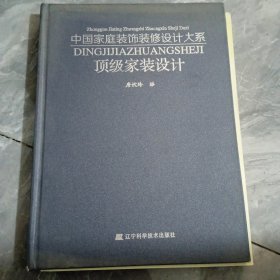 Zhongguo Jiating Zhuangshi Zhuangxiu Sheji Daxi
中国家庭装饰装修设计大系
DINGJIJIAZHUANGSHEJI
顶级家装设计
辽宁科学技术出版社